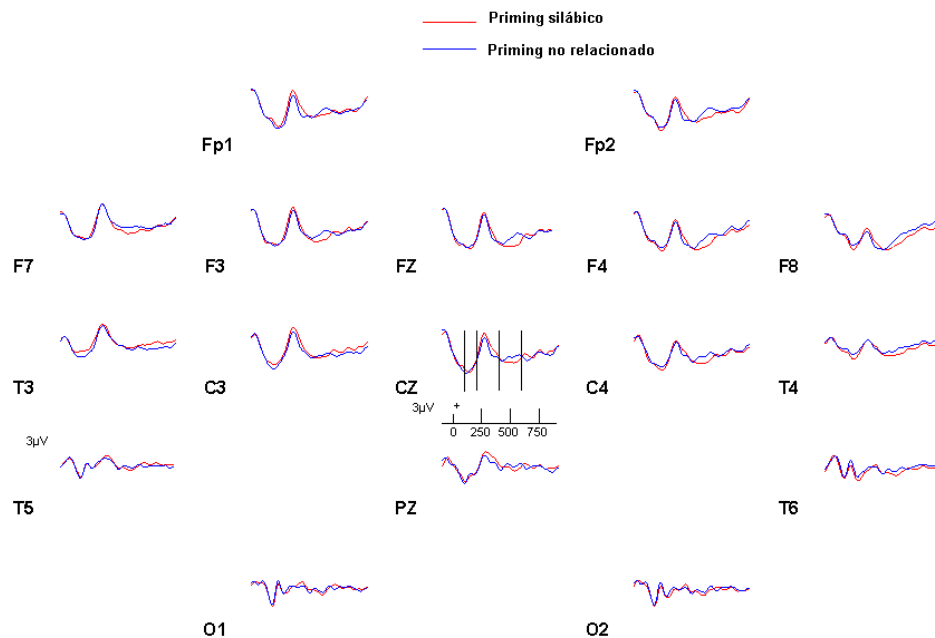 Priming silábico
Priming no relacionado
Fp1 Fp2
F7 F3 FZ F4 F8
T3 C3 CZ C4 T4
3µV +
0 250 500 750
3µV
T5 PZ T6
O1 O2